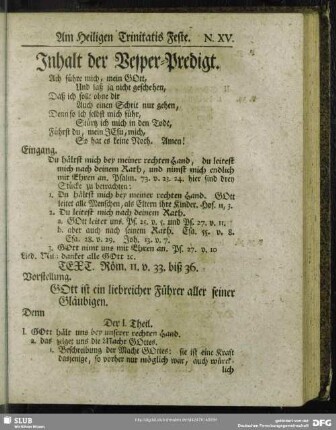 Am Heiligen Trinitatis Feste. N. XV.
Inhalt der Vesper-Predigt.
Ach führe mich, mein GOtt,
Und laß ja nicht geschehen,
Daß ich soll ohne dir
Auch einen Schrit nur gehen,
Denn so ich selbst mich führ,
Stürtz ich mich in den Todt,
Führst du, mein JEsu, mich,
So hat es keine Noth. Amen!
Eingang.
Du hältst mich bey meiner rechten Hand, du leitest
mich nach deinem Rath, und nimst mich endlich
mit Ehren an. Psalm. 73. v. 23. 24. hier sind drey
Stücke zu betrachten:
1. Du hältst mich bey meiner rechten Hand. GOtt
leitet alle Menschen, als Eltern ihre Kinder. Hos. 11, 3.
2. Du leitest mich nach deinem Rath.
a. GOtt leitet uns. Ps. 25. v. 5. und Ps. 27. v. 11.
b. aber auch nach seinem Rath. Esa. 55. v. 8.
Esa. 28. v. 29. Joh. 13. v. 7.
3. GOtt nimt uns mit Ehren an. Ps. 27. v. 10
Lied. Nun dancket alle GOtt ꝛc.
TEXT. Röm. 11. v. 33. biß 36.
Vorstellung.
GOtt ist ein liebreicher Führer aller seiner
Gläubigen.
Denn
Der I. Theil.
I. GOtt hält uns bey unserer rechten Hand.
a. das zeiget uns die Macht GOttes.
1. Beschreibung der Macht GOttes: sie ist eine Kraft
dasjenige, so vorher nur möglich war, auch würck-
lich
SLUB
Wir führen Wissen.
DFG
Deutsche Forschungsgemeinschaft